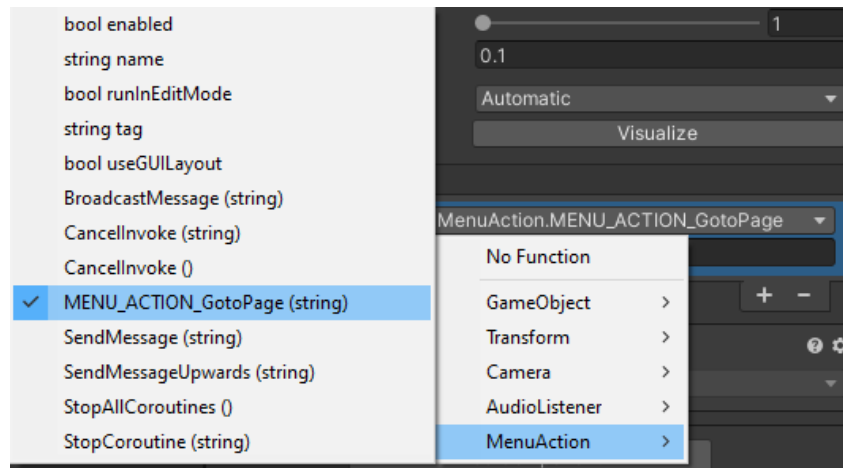 bool enabled
string name
bool runInEditMode
string tag
bool useGUILayout
BroadcastMessage (string)
CancelInvoke (string)
CancelInvoke ()
MENU_ACTION_GotoPage (string)
SendMessage (string)
SendMessageUpwards (string)
StopAllCoroutines ()
StopCoroutine (string)
1
0.1
Automatic
Visualize
MenuAction.MENU_ACTION_GotoPage
No Function
GameObject
Transform
Camera
AudioListener
MenuAction